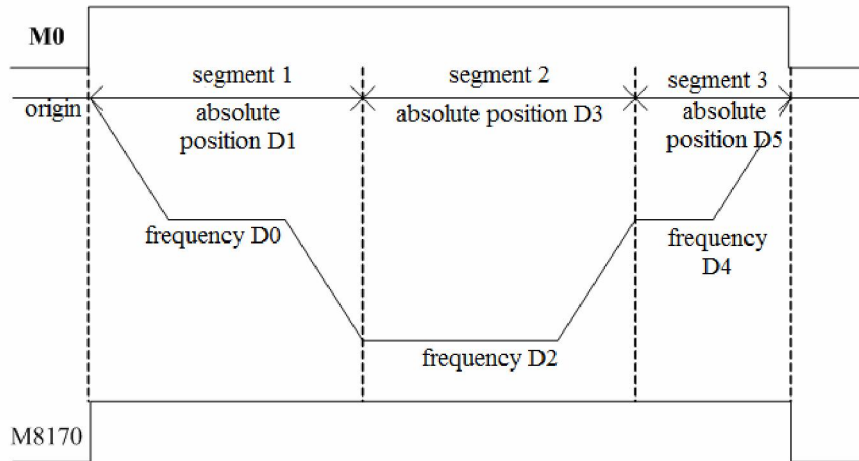 M0
segment 1
segment 2
segment 3
origin
absolute
position D1
absolute position D3
absolute
position D5
frequency D0
frequency
D4
frequency D2
M8170